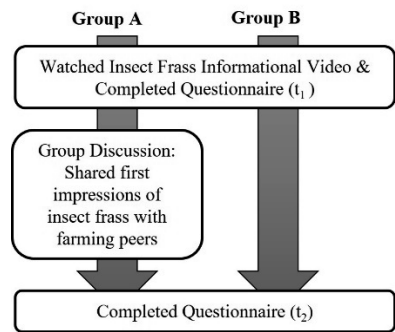 Group A Group B
Watched Insect Frass Informational Video &
Completed Questionnaire (t₁)
Group Discussion:
Shared first
impressions of
insect frass with
farming peers
Completed Questionnaire (t₂)